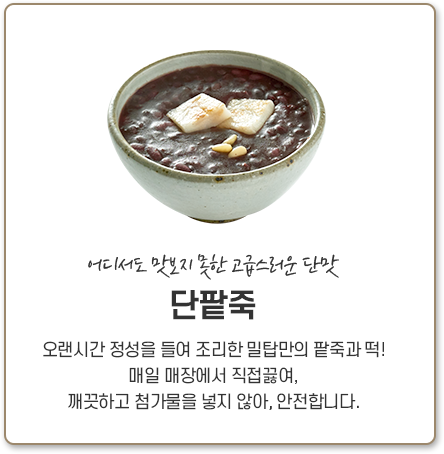 어디서도 맛보지 못한 고급스러운 단맛
단팥죽
오랜시간 정성을 들여 조리한 밀탑만의 팥죽과 떡!
매일 매장에서 직접끓여,
깨끗하고 첨가물을 넣지 않아, 안전합니다.